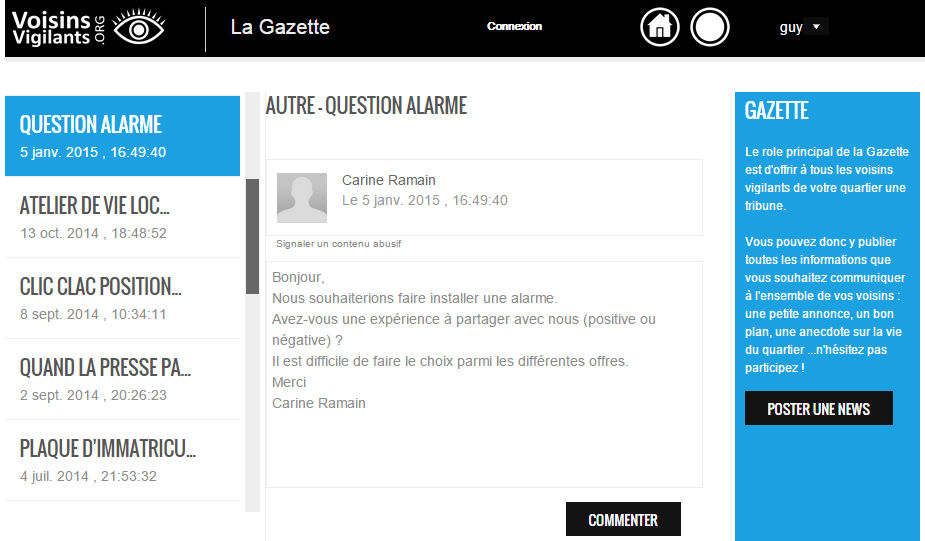 Voisins
Vigilants .ORG
La Gazette
Connexion
guy
QUESTION ALARME
5 janv. 2015 , 16:49:40
ATELIER DE VIE LOC...
13 oct. 2014 , 18:48:52
CLIC CLAC POSITION...
8 sept. 2014 , 10:34:11
QUAND LA PRESSE PA...
2 sept. 2014 , 20:26:23
PLAQUE D'IMMATRICU...
4 juil. 2014 , 21:53:32
AUTRE - QUESTION ALARME
Carine Ramain
Le 5 janv. 2015 , 16:49:40
Signaler un contenu abusif
Bonjour,
Nous souhaiterions faire installer une alarme.
Avez-vous une expérience à partager avec nous (positive ou
négative) ?
Il est difficile de faire le choix parmi les différentes offres.
Merci
Carine Ramain
COMMENTER
GAZETTE
Le role principal de la Gazette
est d'offrir à tous les voisins
vigilants de votre quartier une
tribune.
Vous pouvez donc y publier
toutes les informations que
vous souhaitez communiquer
à l'ensemble de vos voisins :
une petite annonce, un bon
plan, une anecdote sur la vie
du quartier ...n'hésitez pas
participez !
POSTER UNE NEWS